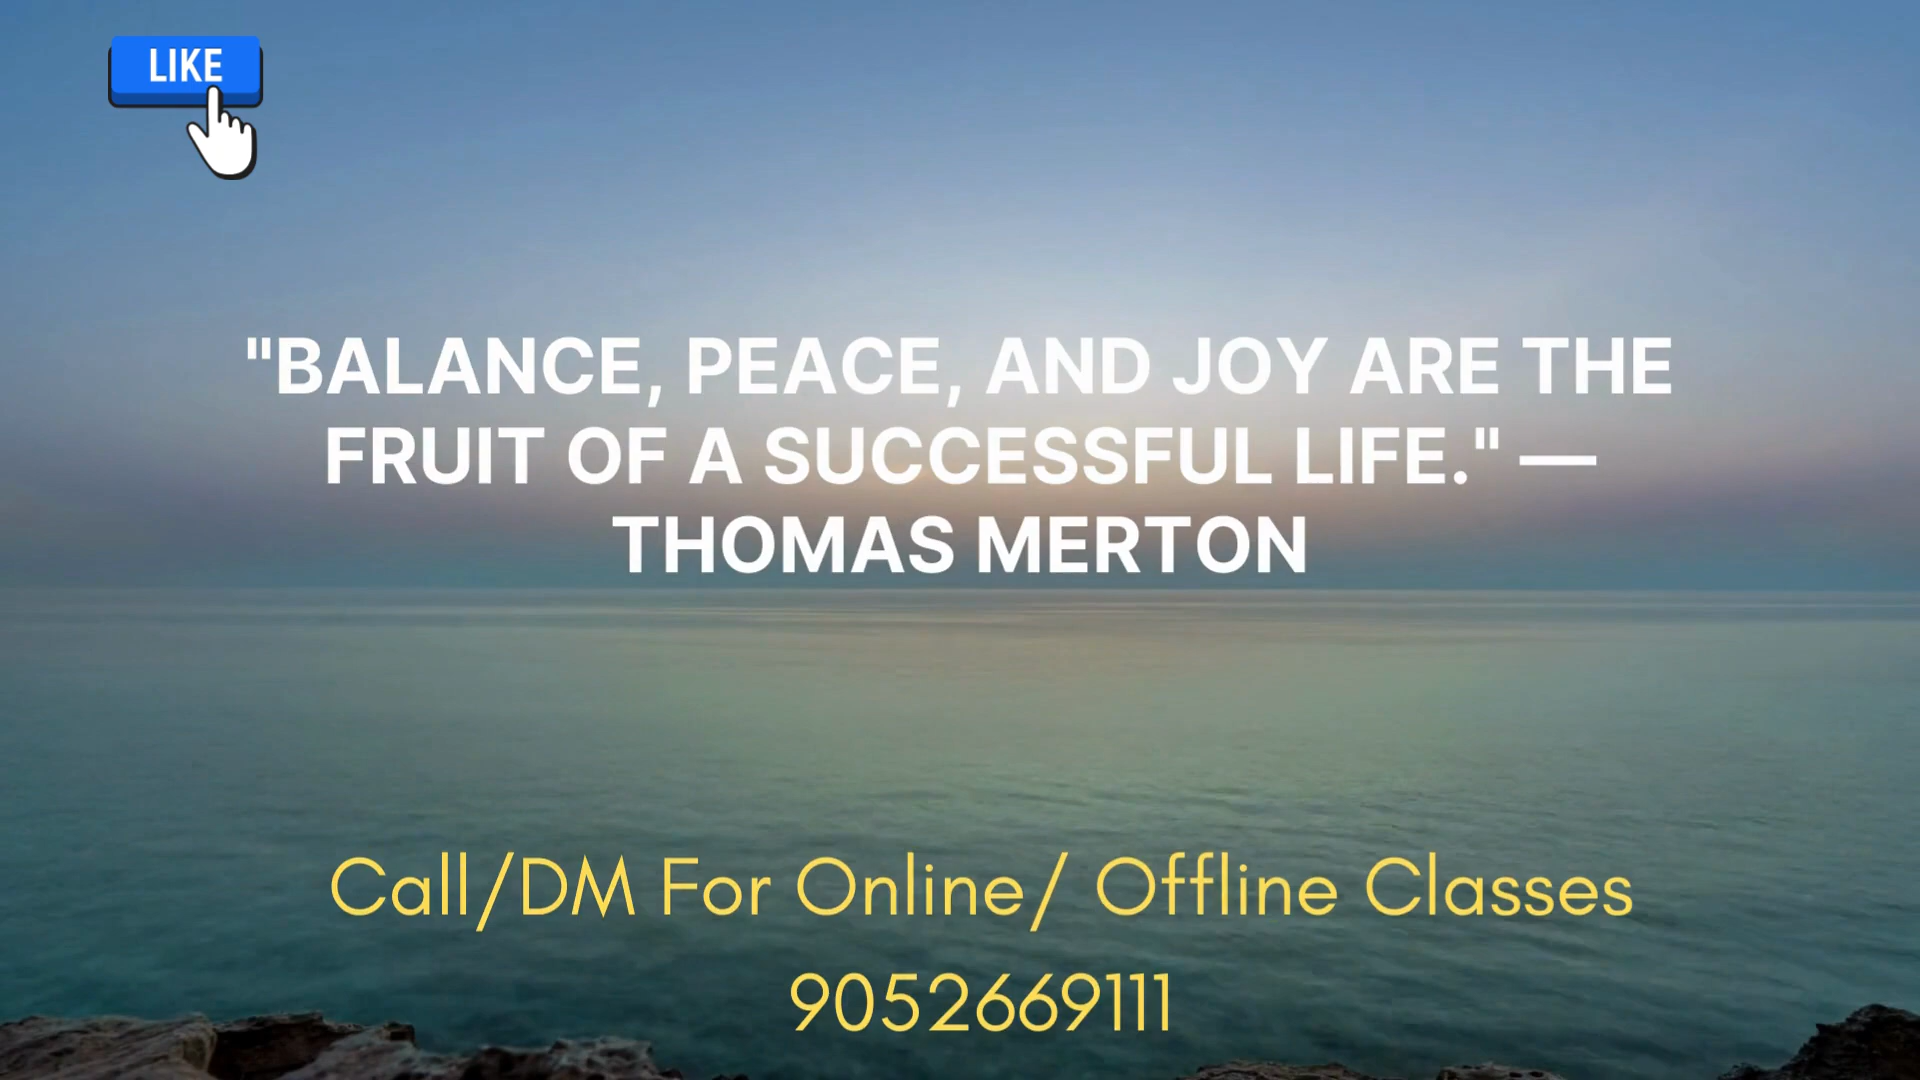 LIKE
"BALANCE, PEACE, AND JOY ARE THE
FRUIT OF A SUCCESSFUL LIFE." —
THOMAS MERTON
Call/DM For Online/ Offline Classes
9052669111